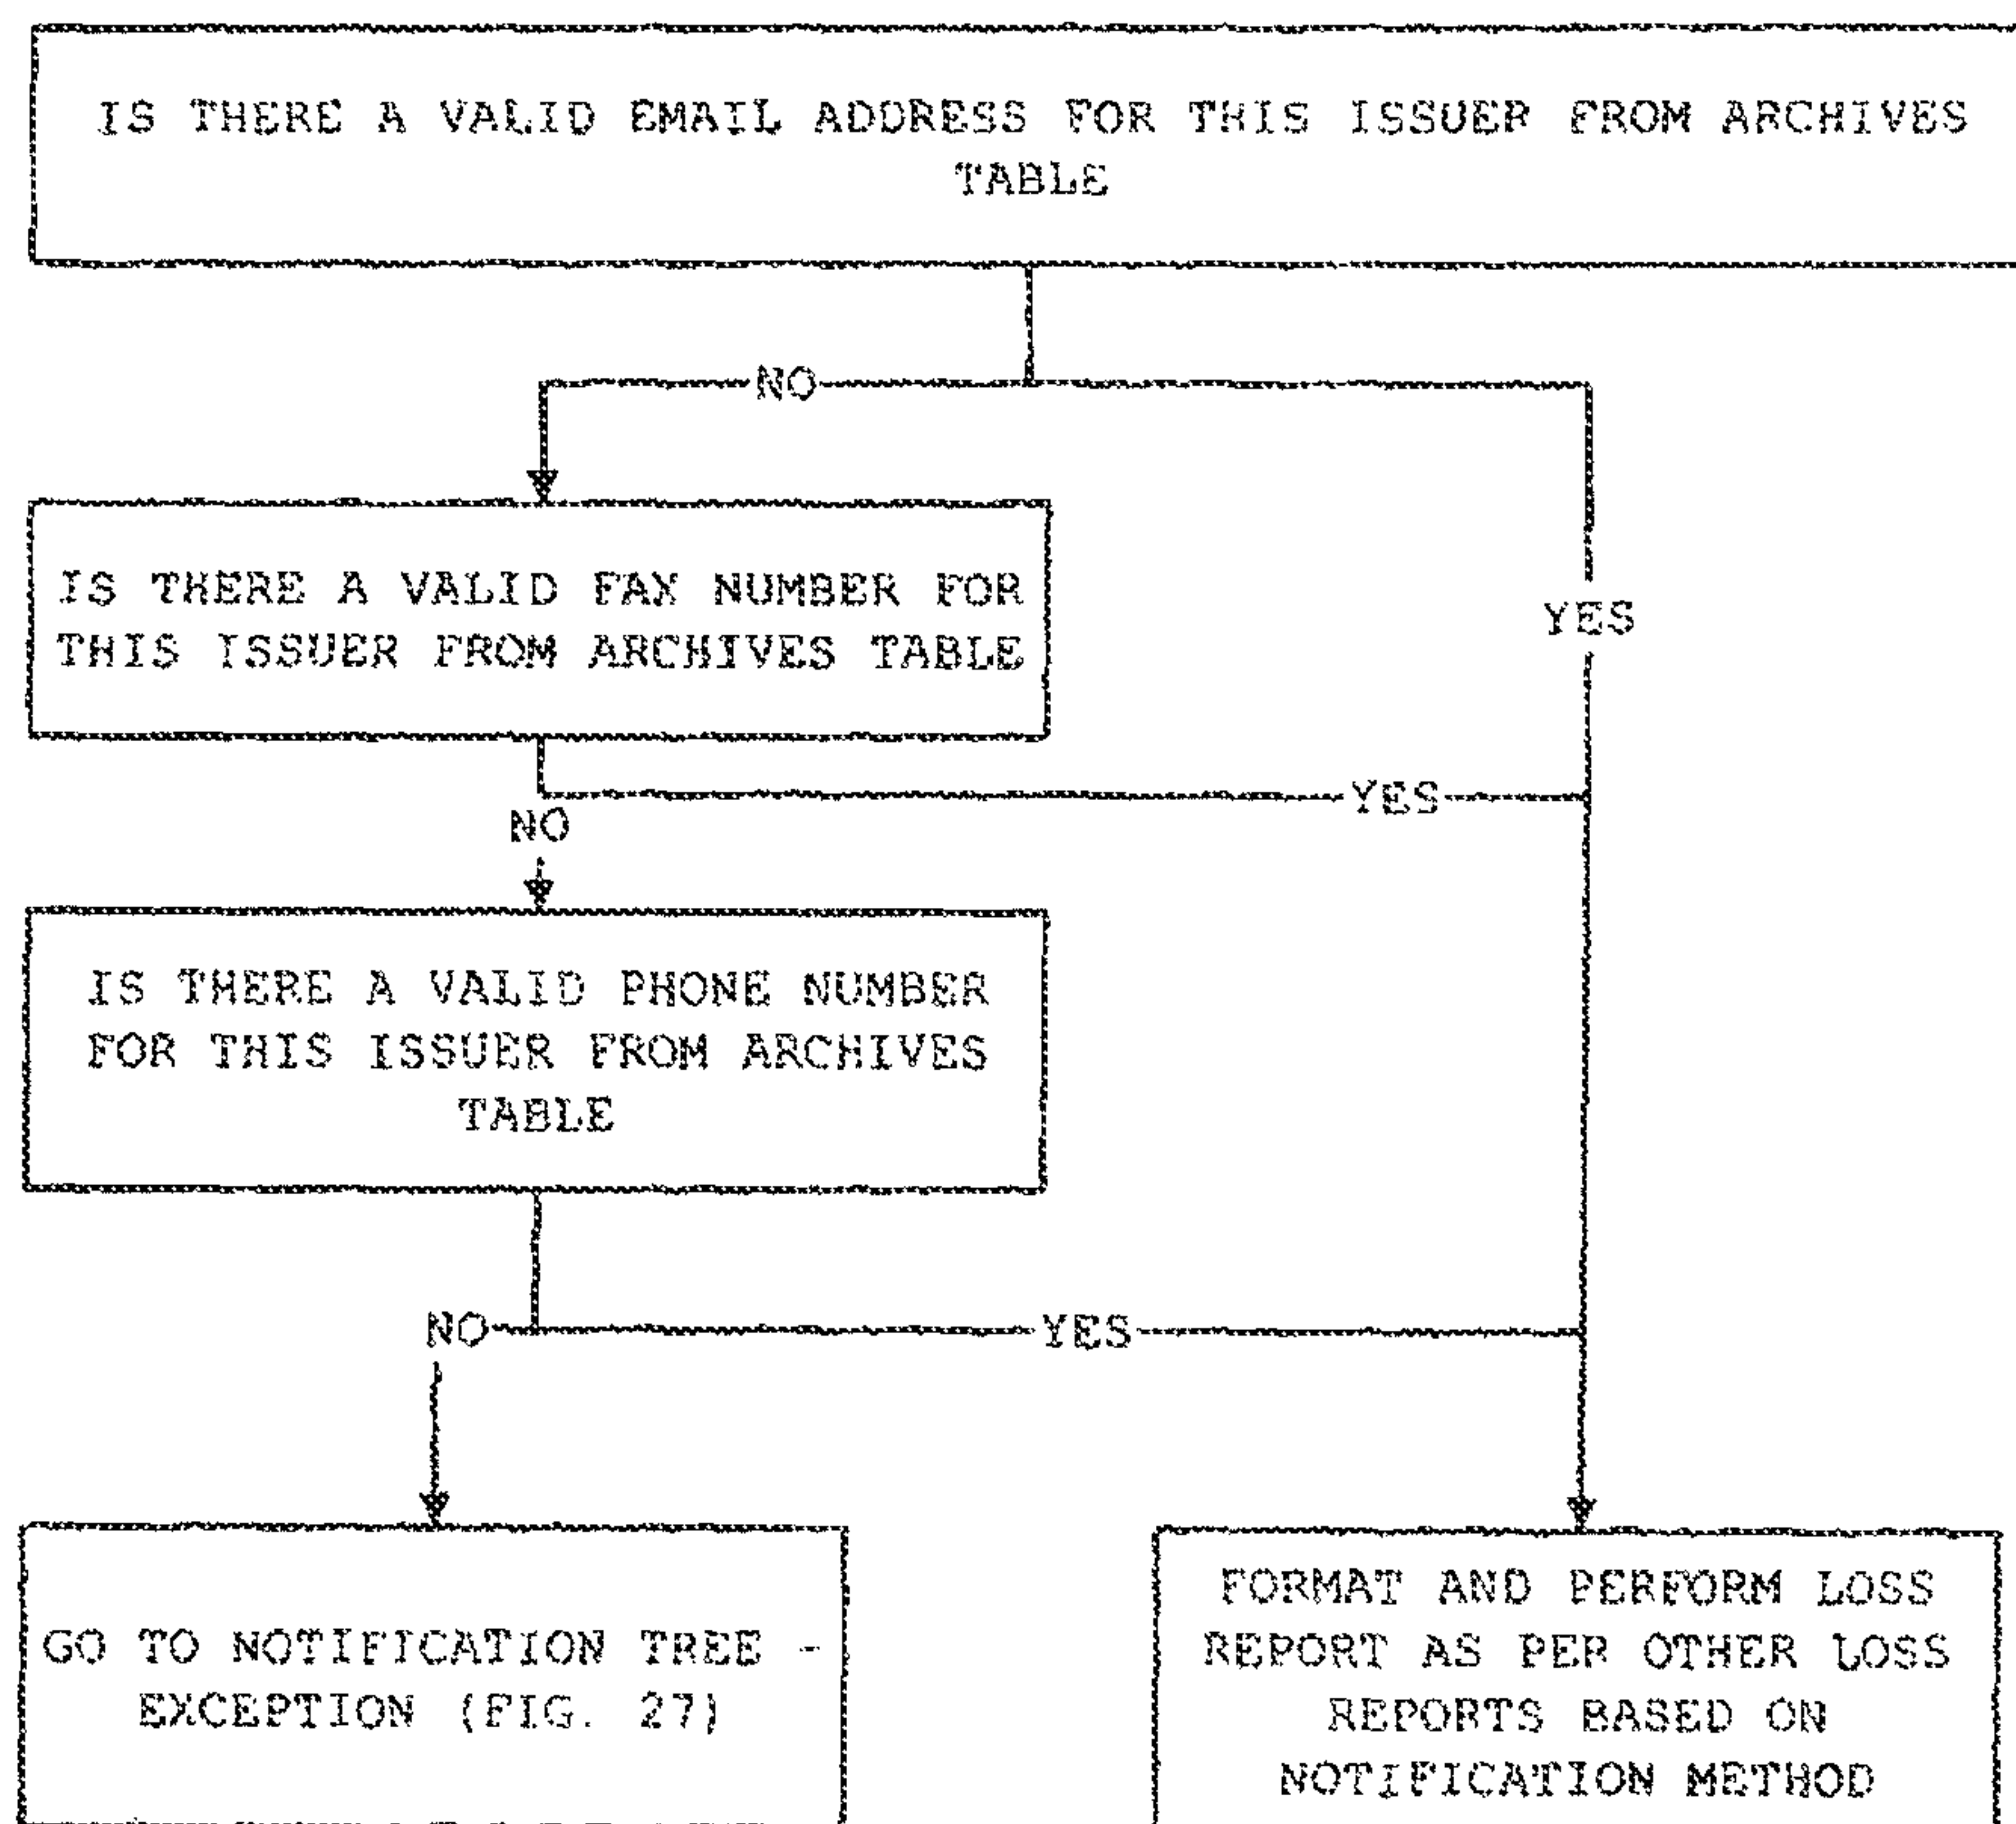 IS THERE A VALID EMAIL ADDRESS FOR THIS ISSUER FROM ARCHIVES
TABLE
NO
IS THERE A VALID FAX NUMBER FOR
THIS ISSUER FROM ARCHIVES TABLE
YES
YES
NO
IS THERE A VALID PHONE NUMBER
FOR THIS ISSUER FROM ARCHIVES
TABLE
NO
YES
GO TO NOTIFICATION TREE -
EXCEPTION (FIG. 27)
FORMAT AND PERFORM LOSS
REPORT AS PER OTHER LOSS
REPORTS BASED ON
NOTIFICATION METHOD